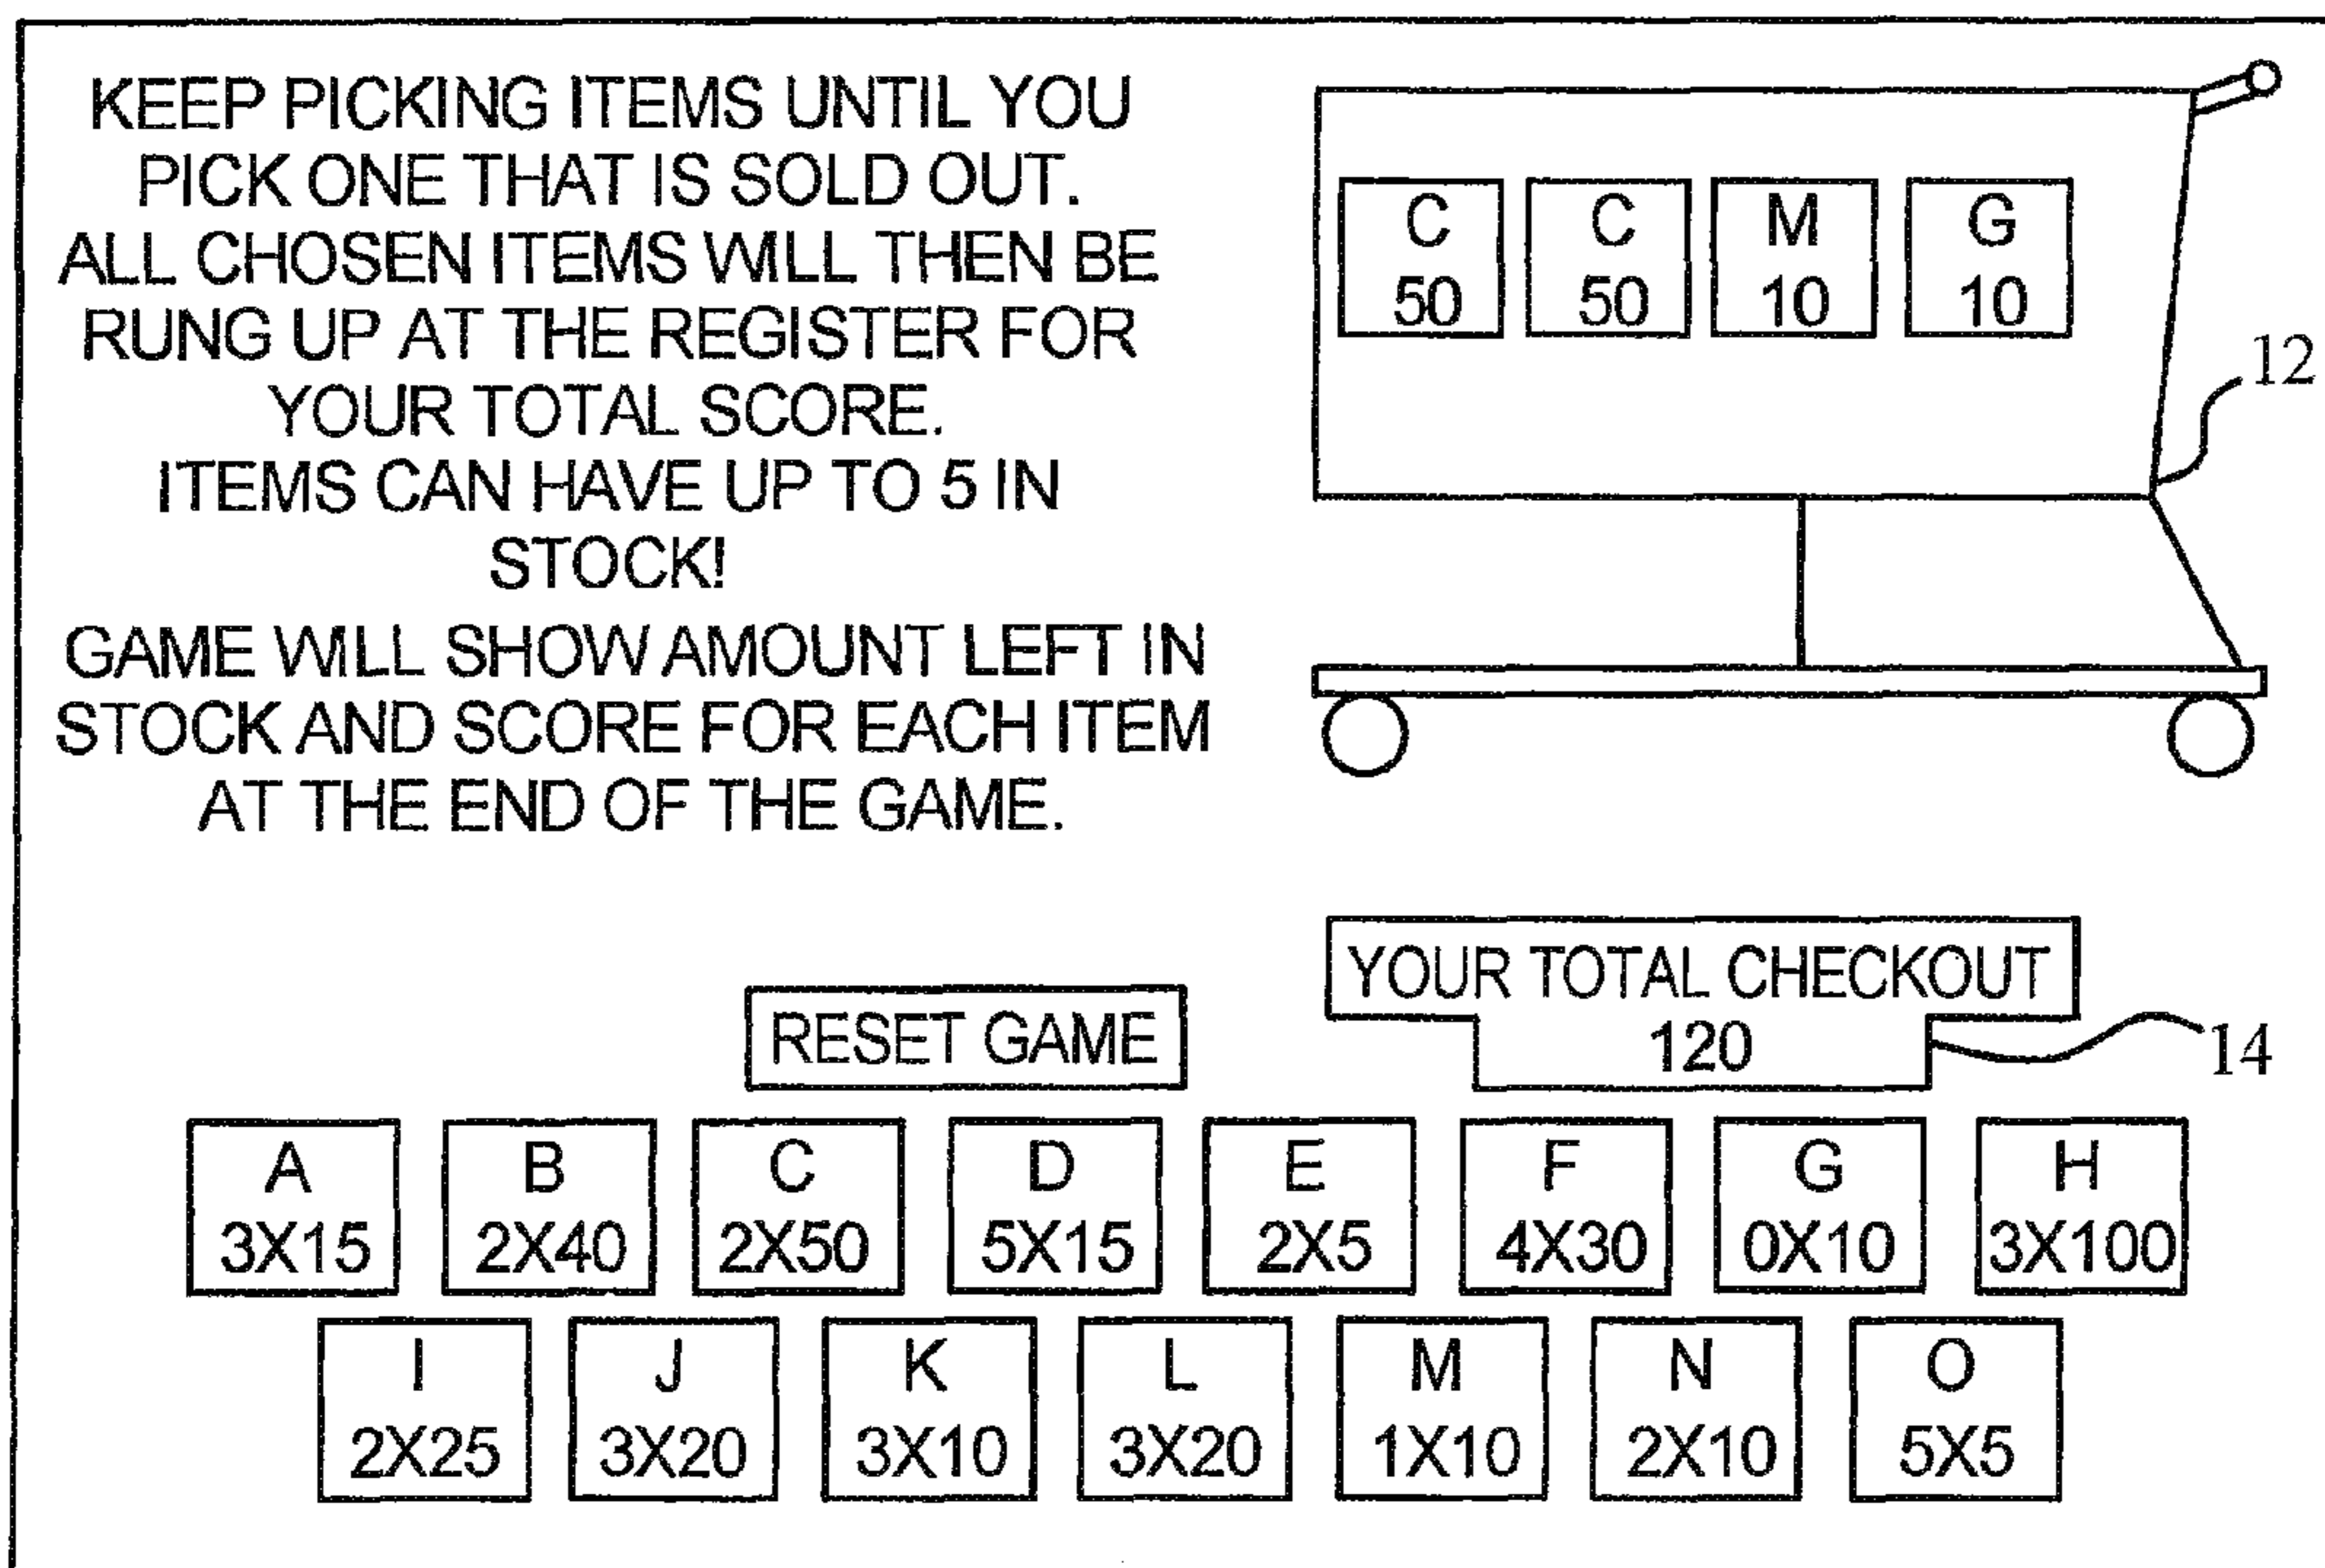 KEEP PICKING ITEMS UNTIL YOU
PICK ONE THAT IS SOLD OUT.
ALL CHOSEN ITEMS WILL THEN BE
RUNG UP AT THE REGISTER FOR
YOUR TOTAL SCORE.
ITEMS CAN HAVE UP TO 5 IN
STOCK!
GAME WILL SHOW AMOUNT LEFT IN
STOCK AND SCORE FOR EACH ITEM
AT THE END OF THE GAME.
C C M G
50 50 10 10
12
YOUR TOTAL CHECKOUT
120
14
RESET GAME
A B C D E F G H
3X15 2X40 2X50 5X15 2X5 4X30 0X10 3X100
I J K L M N O
2X25 3X20 3X10 3X20 1X10 2X10 5X5